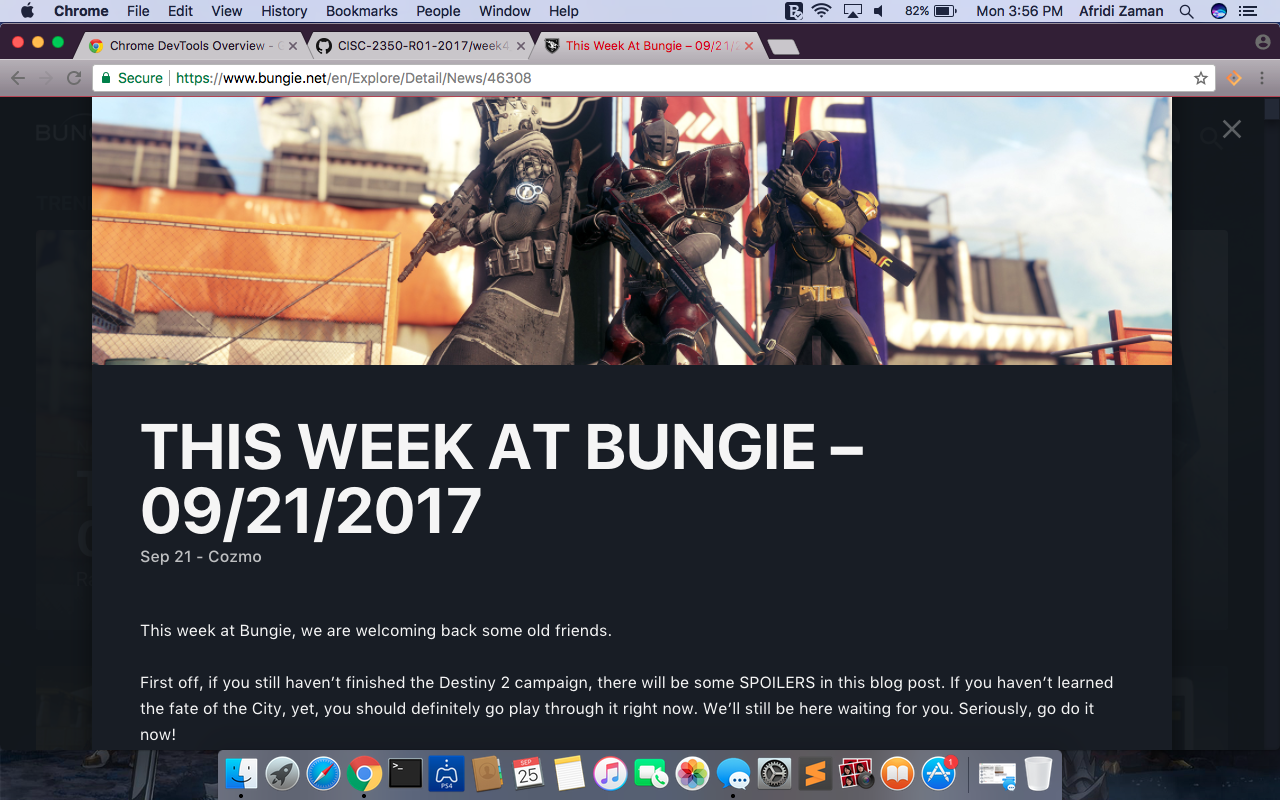 Chrome File Edit View History Bookmarks People Window Help 82% Mon 3:56 PM Afridi Zaman
Chrome DevTools Overview - 
CISC-2350-R01-2017/week4
This Week At Bungie – 09/21/
Secure https://www.bungie.net/en/Explore/Detail/News/46308
BUN
THIS WEEK AT BUNGIE –
09/21/2017
Sep 21 - Cozmo
This week at Bungie, we are welcoming back some old friends.
First off, if you still haven’t finished the Destiny 2 campaign, there will be some SPOILERS in this blog post. If you haven’t learned
the fate of the City, yet, you should definitely go play through it right now. We’ll still be here waiting for you. Seriously, go do it
now!
>_
PS4
SEP
25
1